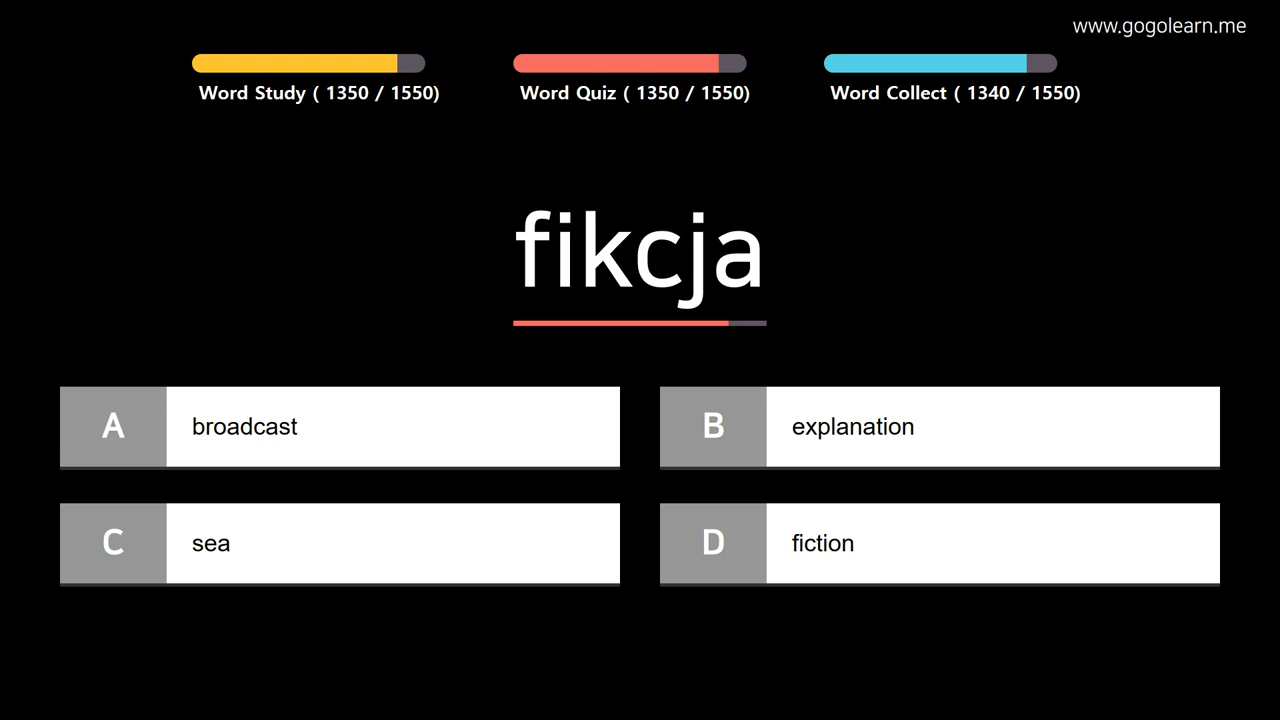 www.gogolearn.me
Word Study ( 1350 / 1550)
Word Quiz ( 1350 / 1550)
Word Collect ( 1340 / 1550)
fikcja
A broadcast
B explanation
C sea
D fiction